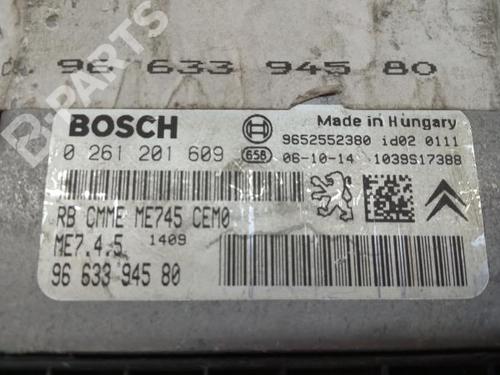 96 633 945 80
BOSCH
Made in Hungary
9652552380 id02 0111
0 261 201 609
658
06-10-14 1039S17388
RB CMME ME745 CEM0
ME7.4.5 1409
96 633 945 80
B-PARTS